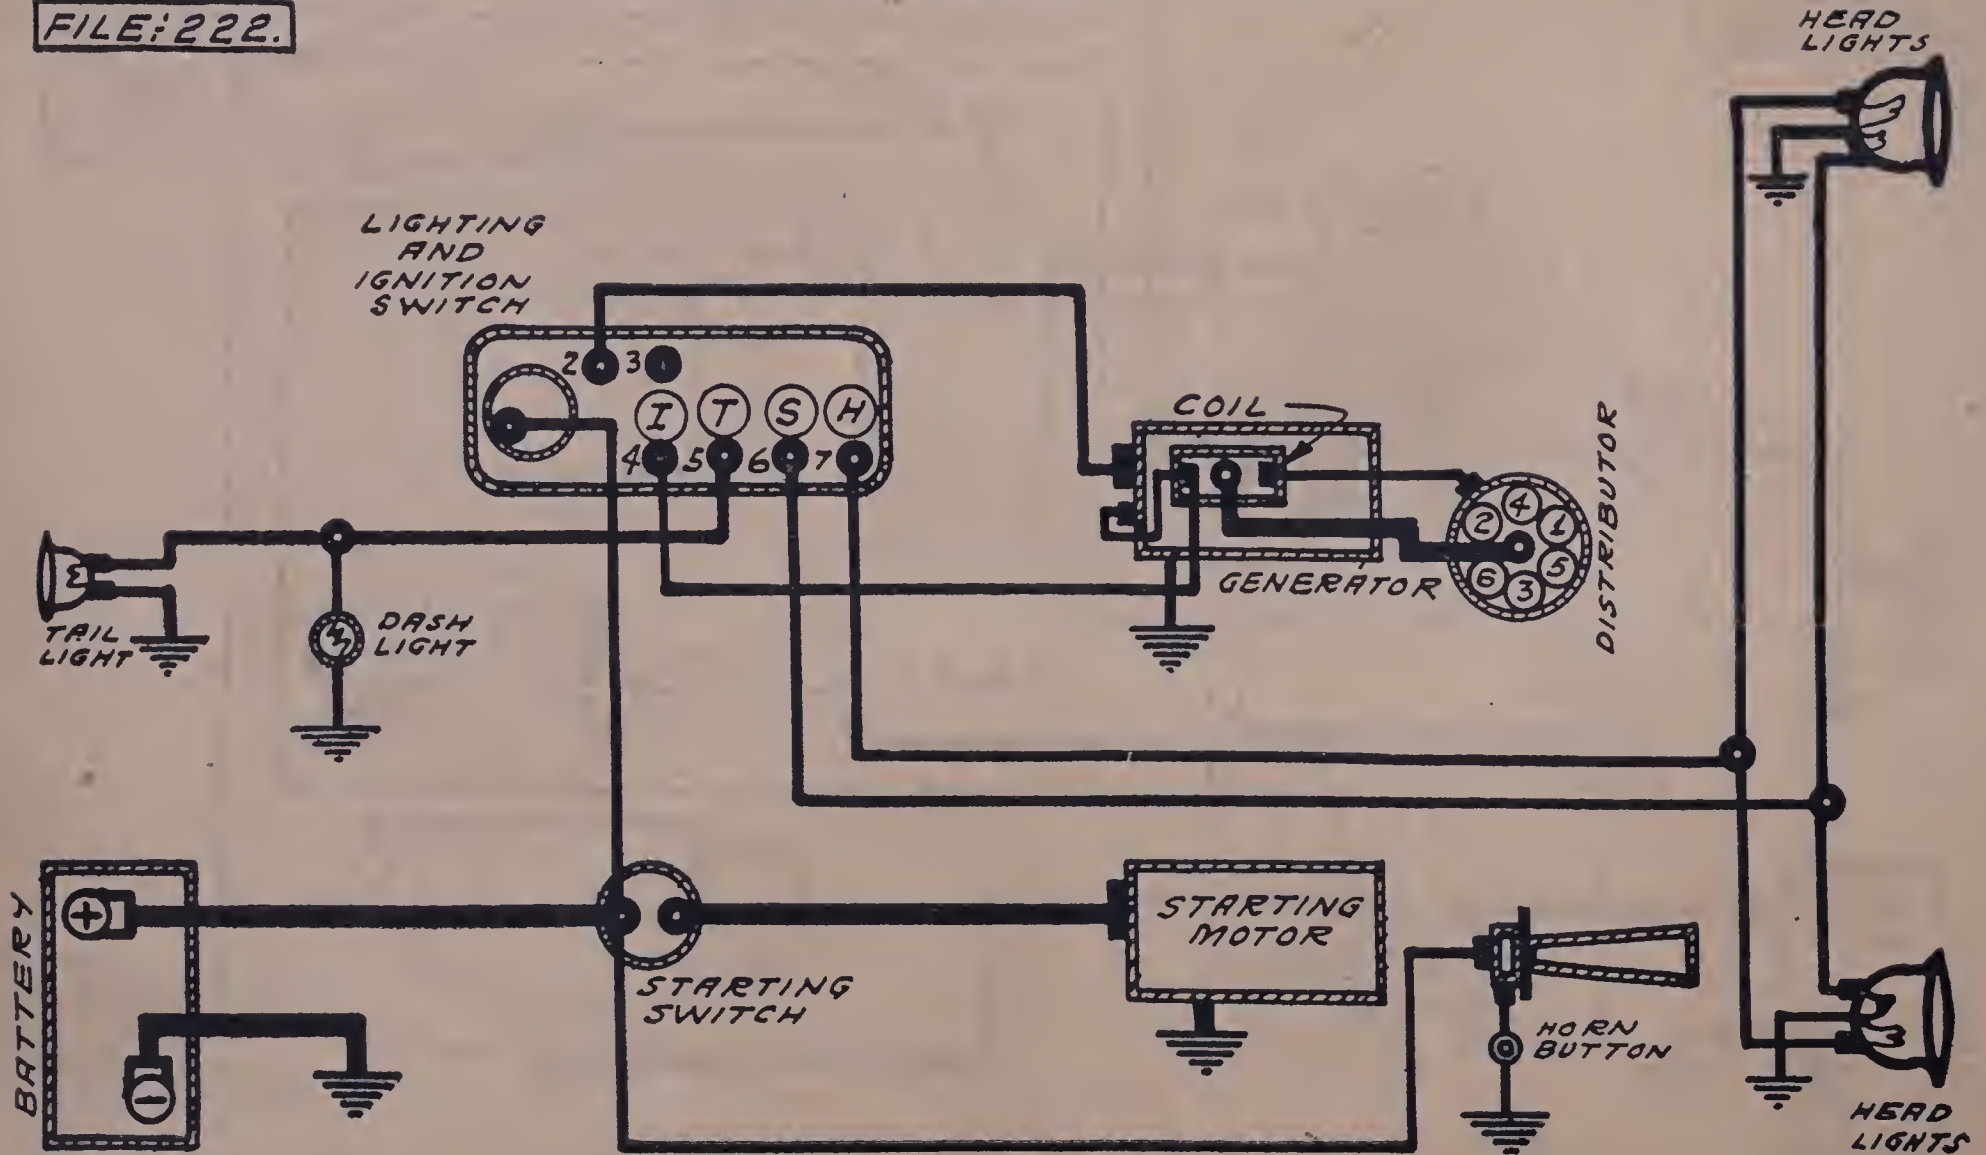 FILE: 222.
HEAD
LIGHTS
LIGHTING
AND
IGNITION
SWITCH
2 3
I T S H
4 5 6 7
COIL
GENERATOR
DISTRIBUTOR
4
2 1
6 5
3
TAIL
LIGHT
DASH
LIGHT
BATTERY
+
−
STARTING
SWITCH
STARTING
MOTOR
HORN
BUTTON
HEAD
LIGHTS